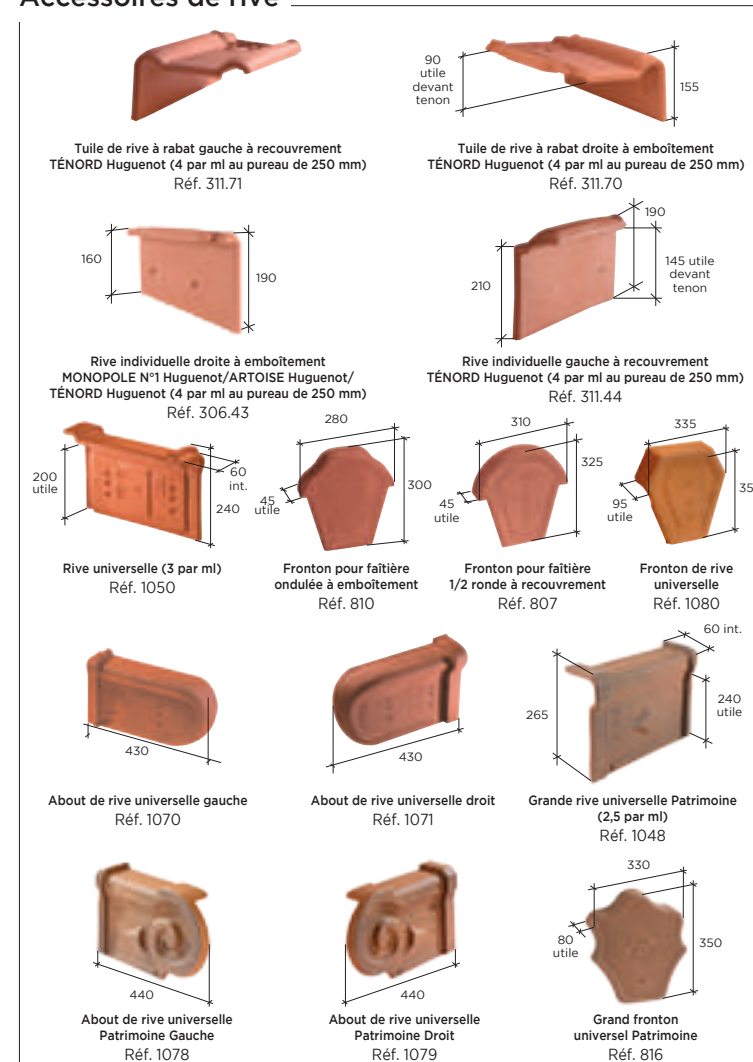 Accessoires de rive
90
utile
devant
tenon
155
Tuile de rive à rabat gauche à recouvrement
TÉNORD Huguenot (4 par ml au pureau de 250 mm)
Réf. 311.71
Tuile de rive à rabat droite à emboîtement
TÉNORD Huguenot (4 par ml au pureau de 250 mm)
Réf. 311.70
160
190
210
190
145 utile
devant
tenon
Rive individuelle droite à emboîtement
MONOPOLE N°1 Huguenot/ARTOISE Huguenot/
TÉNORD Huguenot (4 par ml au pureau de 250 mm)
Réf. 306.43
Rive individuelle gauche à recouvrement
TÉNORD Huguenot (4 par ml au pureau de 250 mm)
Réf. 311.44
200
utile
60
int.
240
280
45
utile
300
310
45
utile
325
335
95
utile
35
Rive universelle (3 par ml)
Réf. 1050
Fronton pour faîtière
ondulée à emboîtement
Réf. 810
Fronton pour faîtière
1/2 ronde à recouvrement
Réf. 807
Fronton de rive
universelle
Réf. 1080
430
430
60 int.
265
240
utile
About de rive universelle gauche
Réf. 1070
About de rive universelle droit
Réf. 1071
Grande rive universelle Patrimoine
(2,5 par ml)
Réf. 1048
440
440
330
80
utile
350
About de rive universelle
Patrimoine Gauche
Réf. 1078
About de rive universelle
Patrimoine Droit
Réf. 1079
Grand fronton
universel Patrimoine
Réf. 816